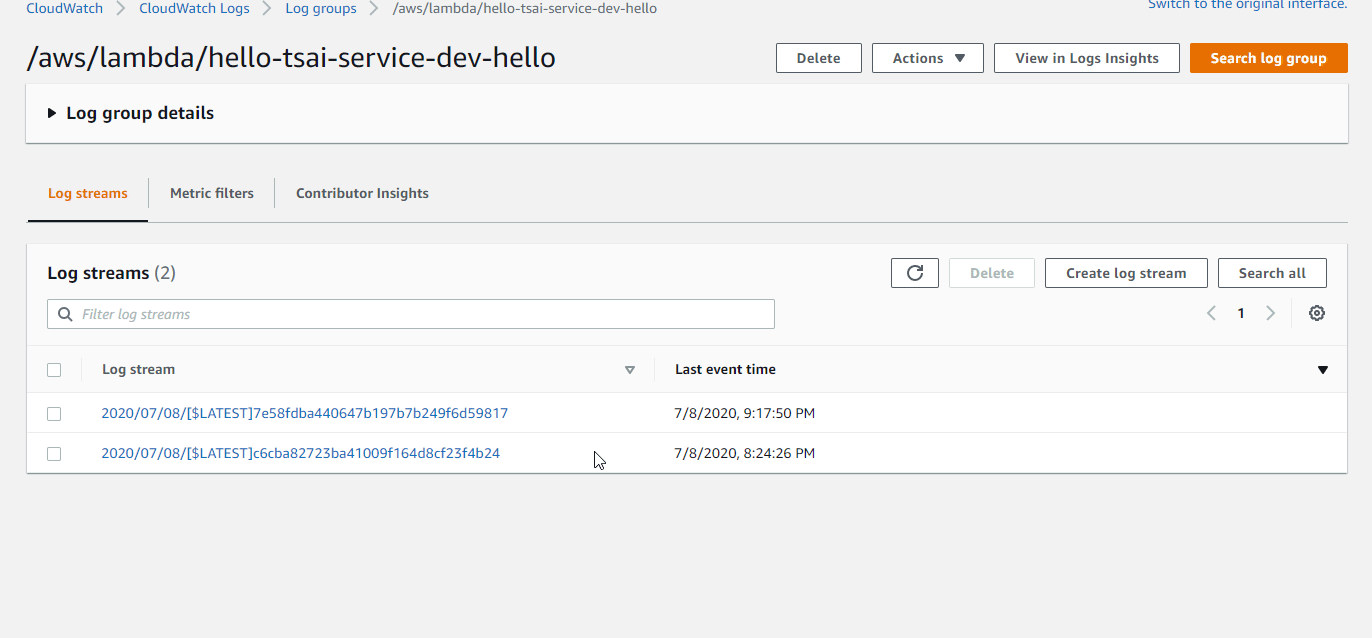 CloudWatch CloudWatch Logs Log groups /aws/lambda/hello-tsai-service-dev-hello Switch to the original interface.
/aws/lambda/hello-tsai-service-dev-hello Delete Actions View in Logs Insights Search log group
Log group details
Log streams Metric filters Contributor Insights
Log streams (2) Delete Create log stream Search all
Filter log streams 1
Log stream Last event time
2020/07/08/[$LATEST]7e58fdba440647b197b7b249f6d59817 7/8/2020, 9:17:50 PM
2020/07/08/[$LATEST]c6cba82723ba41009f164d8cf23f4b24 7/8/2020, 8:24:26 PM